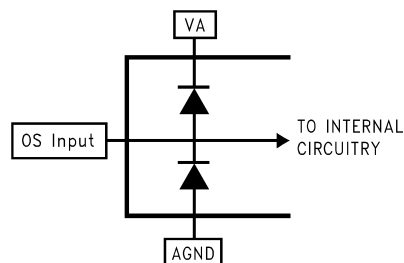 VA
OS Input
TO INTERNAL
CIRCUITRY
AGND